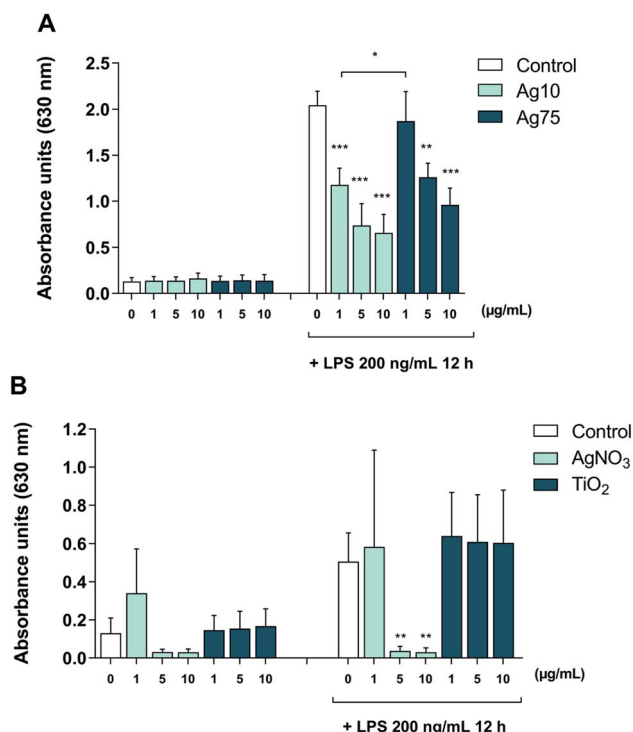 A
Absorbance units (630 nm)
2.5
2.0
1.5
1.0
0.5
0.0
*
***
***
***
**
***
Control
Ag10
Ag75
0 1 5 10 1 5 10 0 1 5 10 1 5 10 (µg/mL)
+ LPS 200 ng/mL 12 h
B
Absorbance units (630 nm)
1.2
1.0
0.8
0.6
0.4
0.2
0.0
** **
Control
AgNO₃
TiO₂
0 1 5 10 1 5 10 0 1 5 10 1 5 10 (µg/mL)
+ LPS 200 ng/mL 12 h